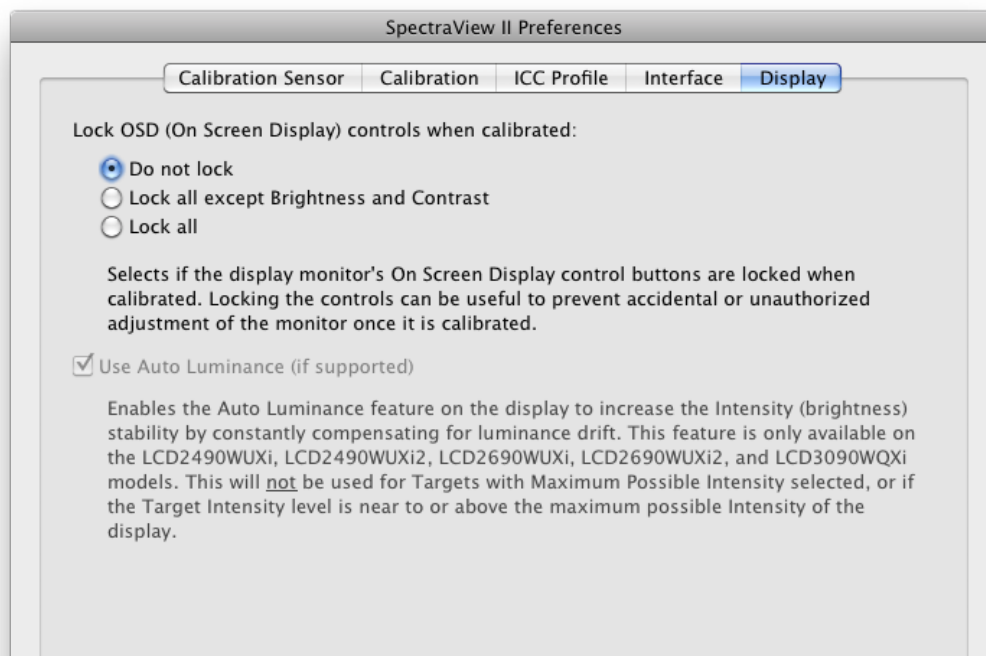 SpectraView II Preferences
Calibration Sensor
Calibration
ICC Profile
Interface
Display
Lock OSD (On Screen Display) controls when calibrated:
Do not lock
Lock all except Brightness and Contrast
Lock all
Selects if the display monitor's On Screen Display control buttons are locked when
calibrated. Locking the controls can be useful to prevent accidental or unauthorized
adjustment of the monitor once it is calibrated.
Use Auto Luminance (if supported)
Enables the Auto Luminance feature on the display to increase the Intensity (brightness)
stability by constantly compensating for luminance drift. This feature is only available on
the LCD2490WUXi, LCD2490WUXi2, LCD2690WUXi, LCD2690WUXi2, and LCD3090WQXi
models. This will not be used for Targets with Maximum Possible Intensity selected, or if
the Target Intensity level is near to or above the maximum possible Intensity of the
display.